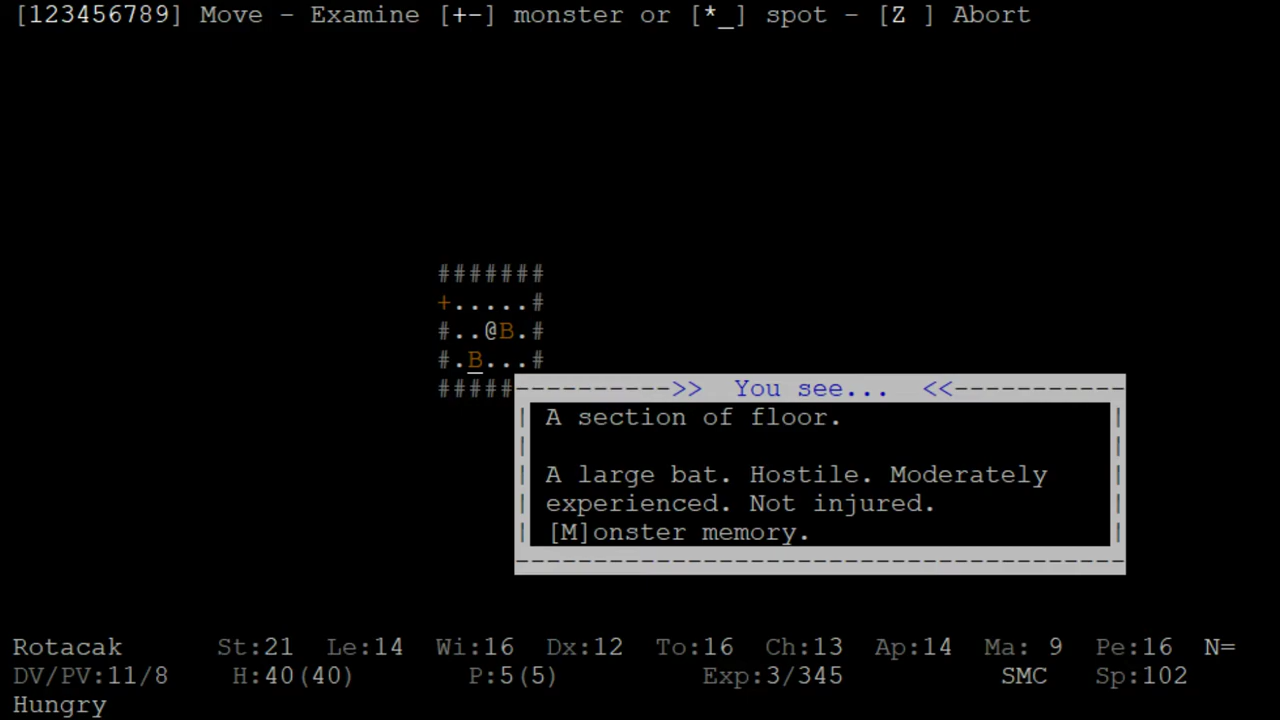 [123456789] Move - Examine [+-] monster or [*_] spot - [Z ] Abort
#######
+.....#
#..@B.#
#.B...#
#####---------->> You see... <<-----------
| A section of floor. |
| |
| A large bat. Hostile. Moderately |
| experienced. Not injured. |
| [M]onster memory. |
--------------------------------------
Rotacak St:21 Le:14 Wi:16 Dx:12 To:16 Ch:13 Ap:14 Ma: 9 Pe:16 N=
DV/PV:11/8 H:40(40) P:5(5) Exp:3/345 SMC Sp:102
Hungry